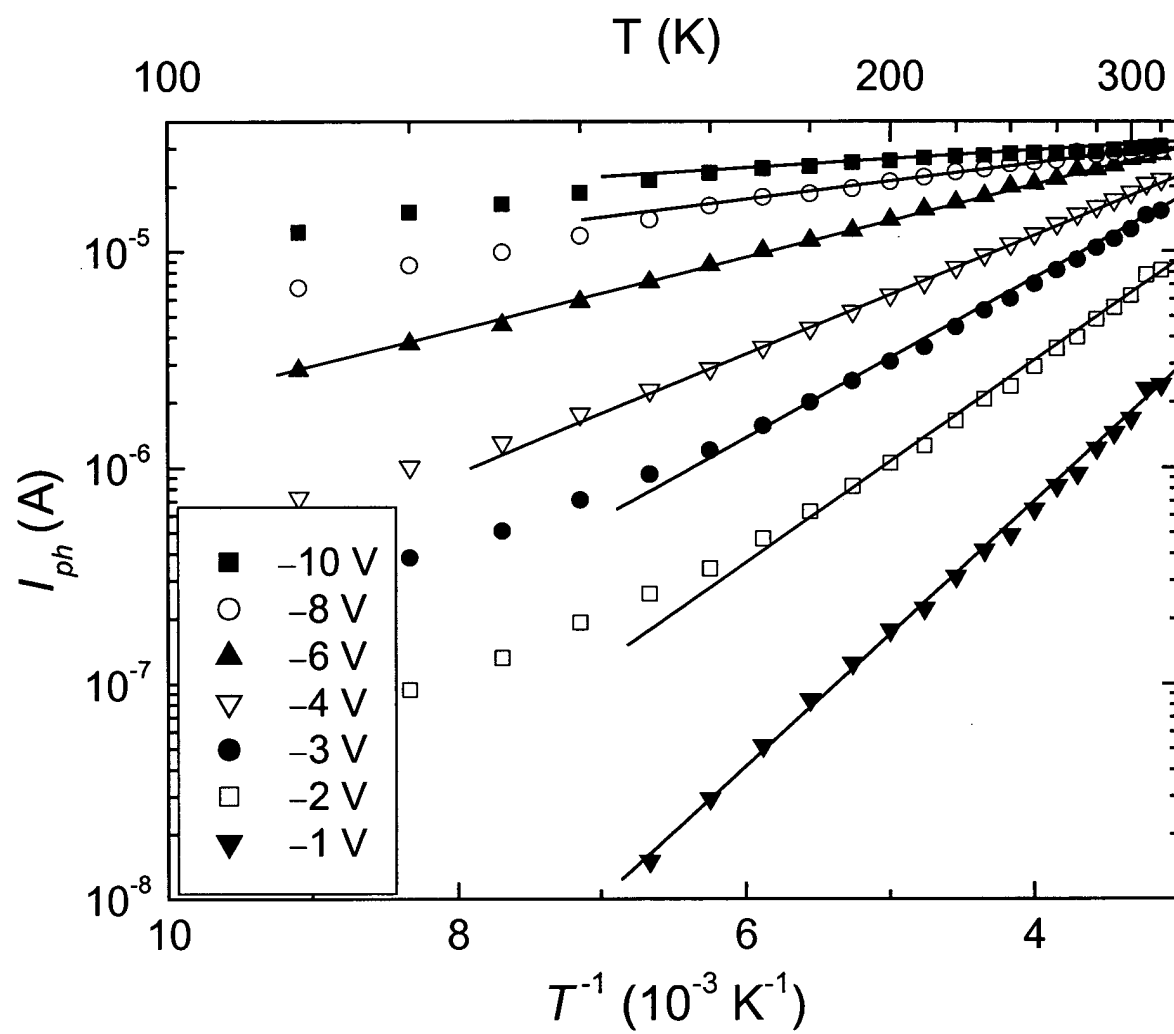 T (K)
100 200 300
10⁻⁵
10⁻⁶
10⁻⁷
10⁻⁸
I_ph (A)
−10 V
−8 V
−6 V
−4 V
−3 V
−2 V
−1 V
10 8 6 4
T⁻¹ (10⁻³ K⁻¹)